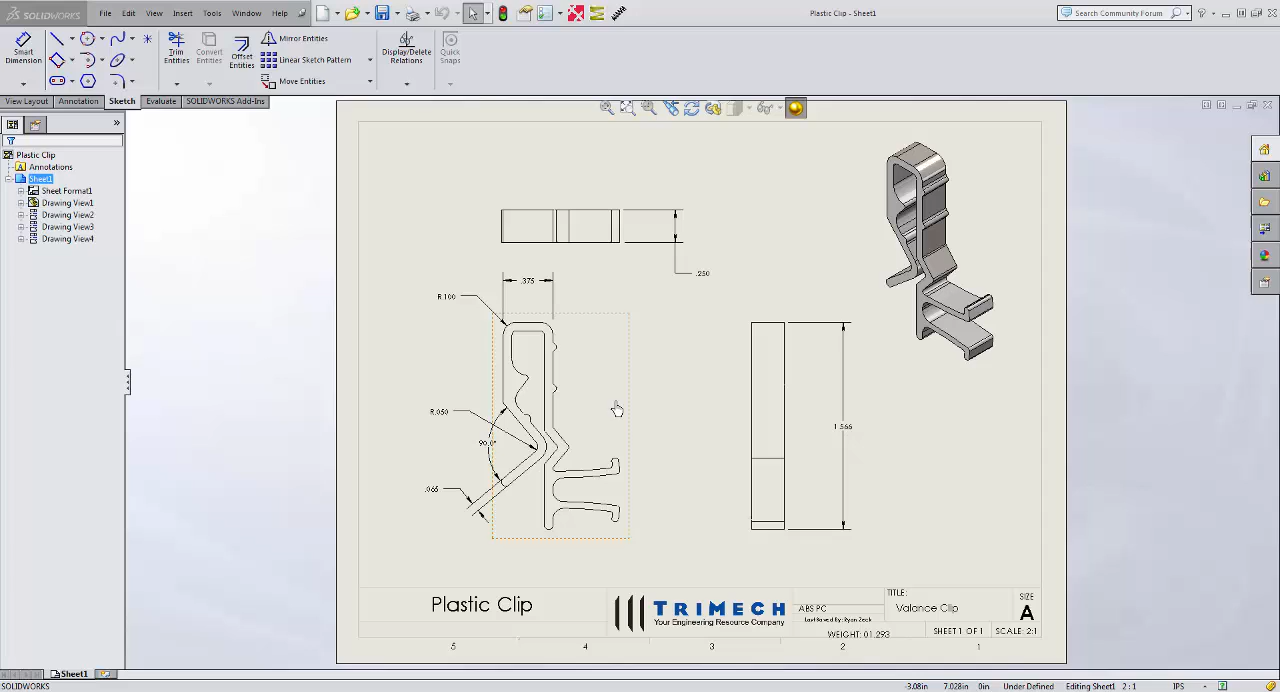 SOLIDWORKS File Edit View Insert Tools Window Help Plastic Clip - Sheet1 Search Community Forum
Smart Dimension
Trim Entities
Convert Entities
Offset Entities
Mirror Entities
Linear Sketch Pattern
Move Entities
Display/Delete Relations
Quick Snaps
View Layout Annotation Sketch Evaluate SOLIDWORKS Add-Ins
Plastic Clip
Annotations
Sheet1
Sheet Format1
Drawing View1
Drawing View2
Drawing View3
Drawing View4
.250
.375
R.100
R.050
90.0°
.065
1.566
Plastic Clip
TRIMECH
Your Engineering Resource Company
ABS PC
Last Saved By: Ryan Zeck
WEIGHT: 01.293
TITLE:
Valance Clip
SIZE
A
SHEET 1 OF 1 SCALE: 2:1
5 4 3 2 1
Sheet1
SOLIDWORKS -3.08in 7.028in 0in Under Defined Editing Sheet1 2 : 1 IPS